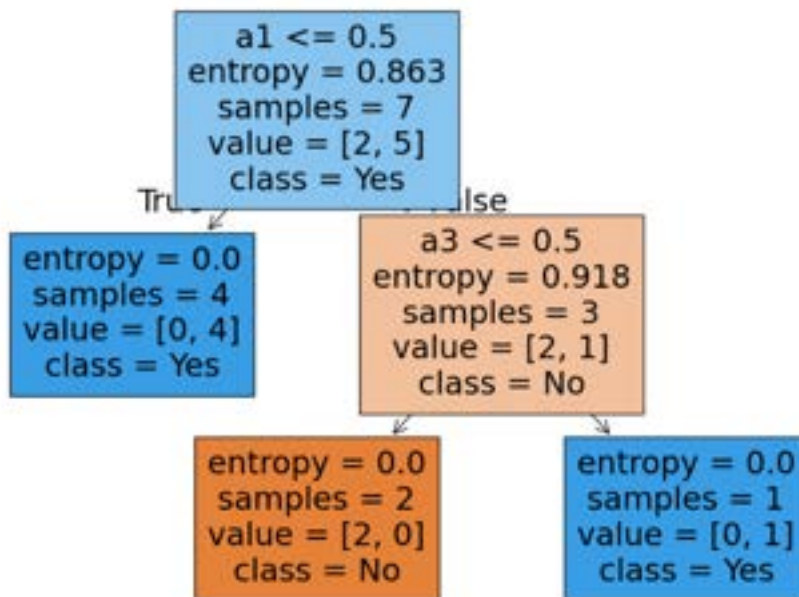 a1 <= 0.5
entropy = 0.863
samples = 7
value = [2, 5]
class = Yes
entropy = 0.0
samples = 4
value = [0, 4]
class = Yes
a3 <= 0.5
entropy = 0.918
samples = 3
value = [2, 1]
class = No
entropy = 0.0
samples = 2
value = [2, 0]
class = No
entropy = 0.0
samples = 1
value = [0, 1]
class = Yes